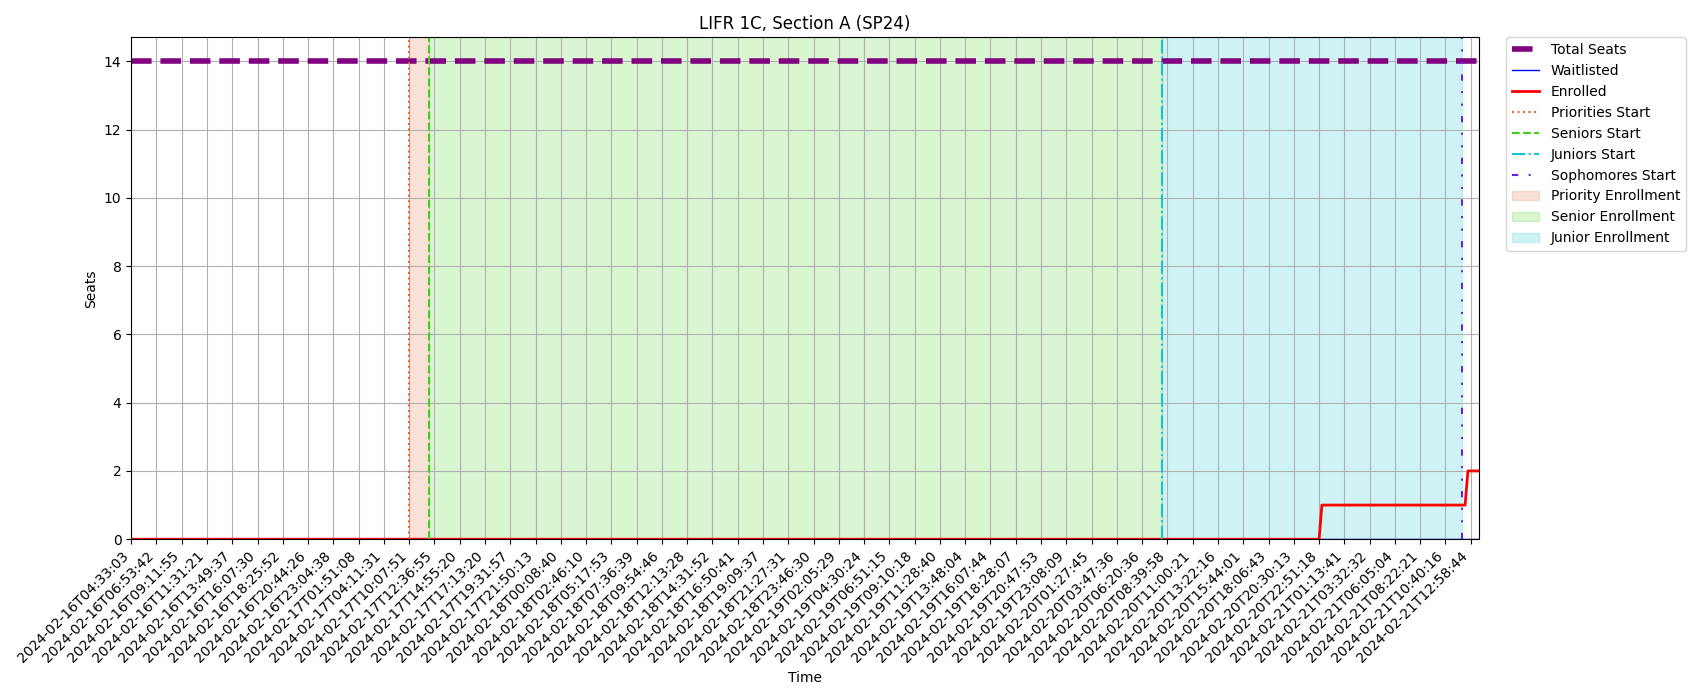 LIFR 1C, Section A (SP24)
Total Seats
Waitlisted
Enrolled
Priorities Start
Seniors Start
Juniors Start
Sophomores Start
Priority Enrollment
Senior Enrollment
Junior Enrollment
Seats
14
12
10
8
6
4
2
0
2024-02-16T04:33:03
2024-02-16T06:53:42
2024-02-16T09:11:55
2024-02-16T11:31:21
2024-02-16T13:49:37
2024-02-16T16:07:30
2024-02-16T18:25:52
2024-02-16T20:44:26
2024-02-16T23:04:38
2024-02-17T01:51:08
2024-02-17T04:11:31
2024-02-17T10:07:51
2024-02-17T12:36:55
2024-02-17T14:55:20
2024-02-17T17:13:20
2024-02-17T19:31:57
2024-02-17T21:50:13
2024-02-18T00:08:40
2024-02-18T02:46:10
2024-02-18T05:17:53
2024-02-18T07:36:39
2024-02-18T09:54:46
2024-02-18T12:13:28
2024-02-18T14:31:52
2024-02-18T16:50:41
2024-02-18T19:09:37
2024-02-18T21:27:31
2024-02-18T23:46:30
2024-02-19T02:05:29
2024-02-19T04:30:24
2024-02-19T06:51:15
2024-02-19T09:10:18
2024-02-19T11:28:40
2024-02-19T13:48:04
2024-02-19T16:07:44
2024-02-19T18:28:07
2024-02-19T20:47:53
2024-02-19T23:08:09
2024-02-20T01:27:45
2024-02-20T03:47:36
2024-02-20T06:20:36
2024-02-20T08:39:58
2024-02-20T11:00:21
2024-02-20T13:22:16
2024-02-20T15:44:01
2024-02-20T18:06:43
2024-02-20T20:30:13
2024-02-20T22:51:18
2024-02-21T01:13:41
2024-02-21T03:32:32
2024-02-21T06:05:04
2024-02-21T08:22:21
2024-02-21T10:40:16
2024-02-21T12:58:44
Time